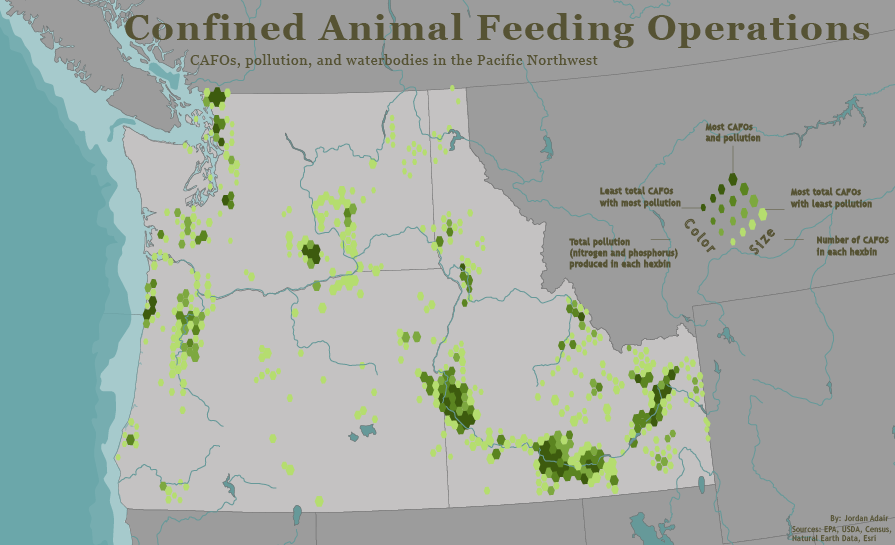 Confined Animal Feeding Operations
CAFOs, pollution, and waterbodies in the Pacific Northwest
Most CAFOs
and pollution
Least total CAFOs
with most pollution
Most total CAFOs
with least pollution
Color
Size
Total pollution
(nitrogen and phosphorus)
produced in each hexbin
Number of CAFOs
in each hexbin
By: Jordan Adair
Sources: EPA, USDA, Census,
Natural Earth Data, Esri